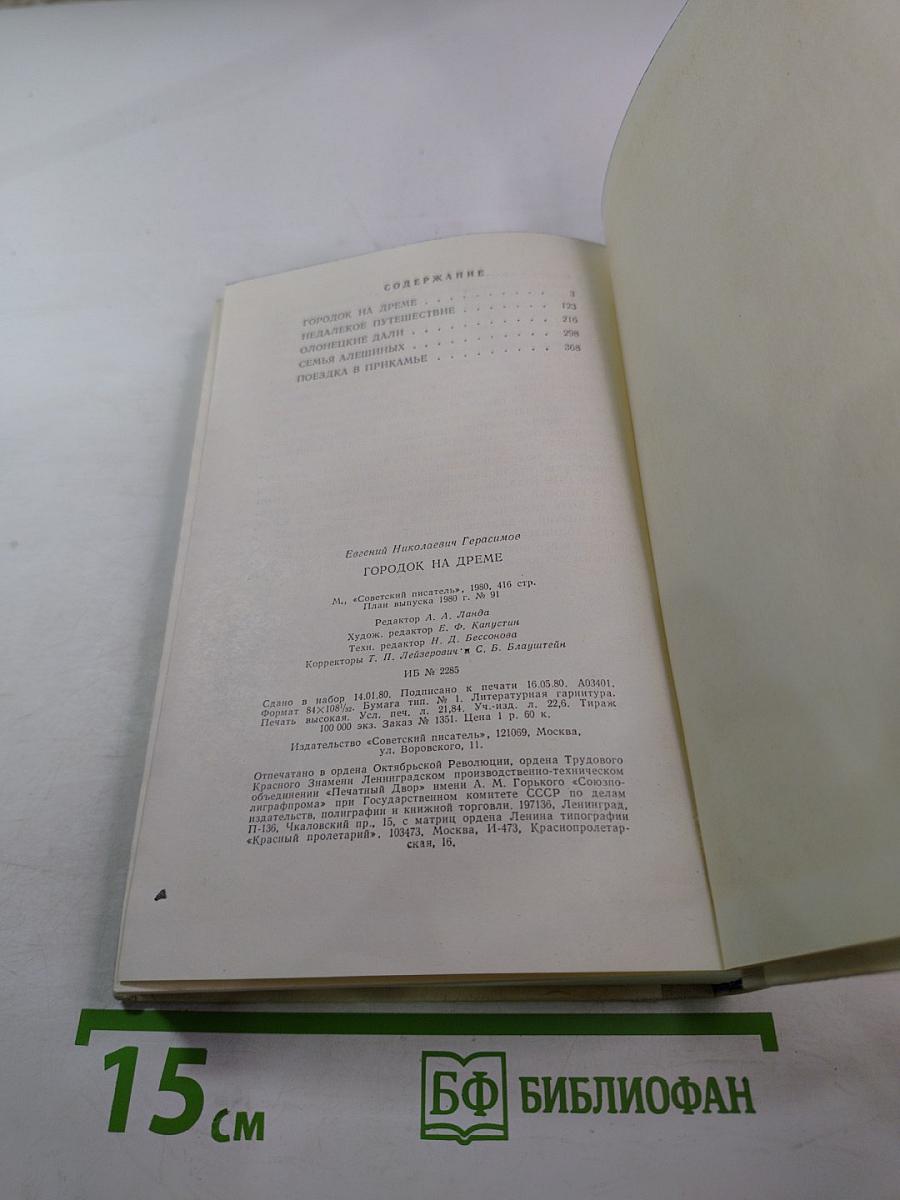 СОДЕРЖАНИЕ
ГОРОДОК НА ДРЕМЕ . . . . . . . . . . 3
НЕДАЛЕКОЕ ПУТЕШЕСТВИЕ . . . . . . . 123
ОЛОНЕЦКИЕ ДАЛИ . . . . . . . . . . . 216
СЕМЬЯ АЛЕШИНЫХ . . . . . . . . . . . 298
ПОЕЗДКА В ПРИКАМЬЕ . . . . . . . . . 368
Евгений Николаевич Герасимов
ГОРОДОК НА ДРЕМЕ
М., «Советский писатель», 1980, 416 стр.
План выпуска 1980 г. № 91
Редактор А. А. Ланда
Худож. редактор Е. Ф. Капустин
Техн. редактор Н. Д. Бессонова
Корректоры Т. П. Лейзерович и С. Б. Блауштейн
ИБ № 2285
Сдано в набор 14.01.80. Подписано к печати 16.05.80. А03401.
Формат 84×108¹/₃₂. Бумага тип. № 1. Литературная гарнитура.
Печать высокая. Усл. печ. л. 21,84. Уч.-изд. л. 22,6. Тираж
100 000 экз. Заказ № 1351. Цена 1 р. 60 к.
Издательство «Советский писатель», 121069, Москва,
ул. Воровского, 11.
Отпечатано в ордена Октябрьской Революции, ордена Трудового
Красного Знамени Ленинградском производственно-техническом
объединении «Печатный Двор» имени А. М. Горького «Союзпо-
лиграфпрома» при Государственном комитете СССР по делам
издательств, полиграфии и книжной торговли. 197136, Ленинград,
П-136, Чкаловский пр., 15, с матриц ордена Ленина типографии
«Красный пролетарий», 103473, Москва, И-473, Краснопролетар-
ская, 16.
15 см
БФ БИБЛИОФАН